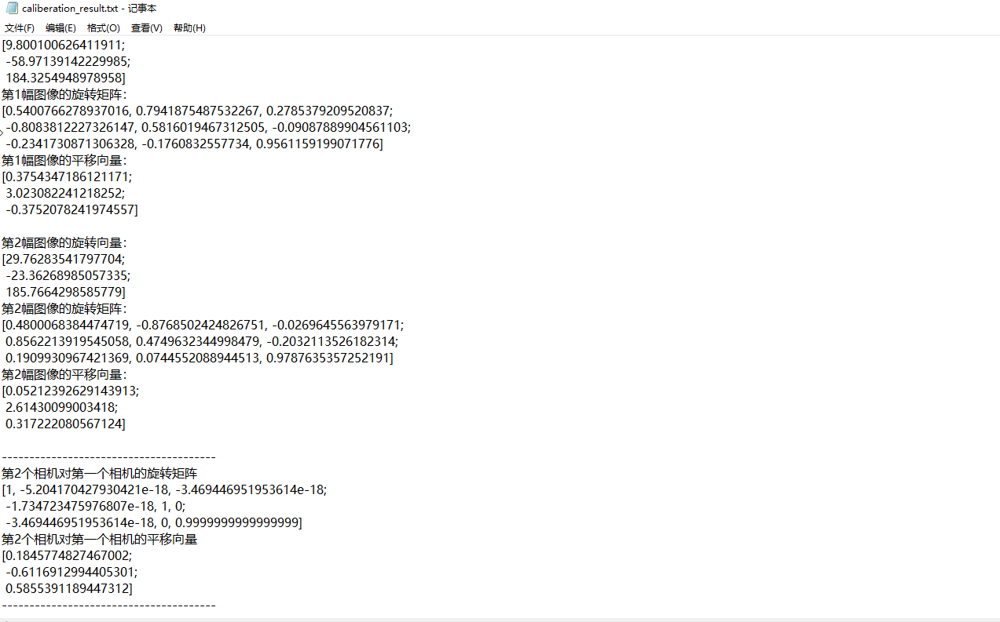 caliberation_result.txt - 记事本
文件(F) 编辑(E) 格式(O) 查看(V) 帮助(H)
[9.800100626411911;
-58.97139142229985;
184.3254948978958]
第1幅图像的旋转矩阵：
[0.5400766278937016, 0.7941875487532267, 0.2785379209520837;
-0.8083812227326147, 0.5816019467312505, -0.09087889904561103;
-0.2341730871306328, -0.1760832557734, 0.9561159199071776]
第1幅图像的平移向量：
[0.3754347186121171;
3.023082241218252;
-0.3752078241974557]
第2幅图像的旋转向量：
[29.76283541797704;
-23.36268985057335;
185.7664298585779]
第2幅图像的旋转矩阵：
[0.4800068384474719, -0.8768502424826751, -0.0269645563979171;
0.8562213919545058, 0.4749632344998479, -0.2032113526182314;
0.1909930967421369, 0.0744552088944513, 0.9787635357252191]
第2幅图像的平移向量：
[0.05212392629143913;
2.61430099003418;
0.317222080567124]
---------------------------------------
第2个相机对第一个相机的旋转矩阵
[1, -5.204170427930421e-18, -3.469446951953614e-18;
-1.734723475976807e-18, 1, 0;
-3.469446951953614e-18, 0, 0.9999999999999999]
第2个相机对第一个相机的平移向量
[0.1845774827467002;
-0.6116912994405301;
0.5855391189447312]
---------------------------------------